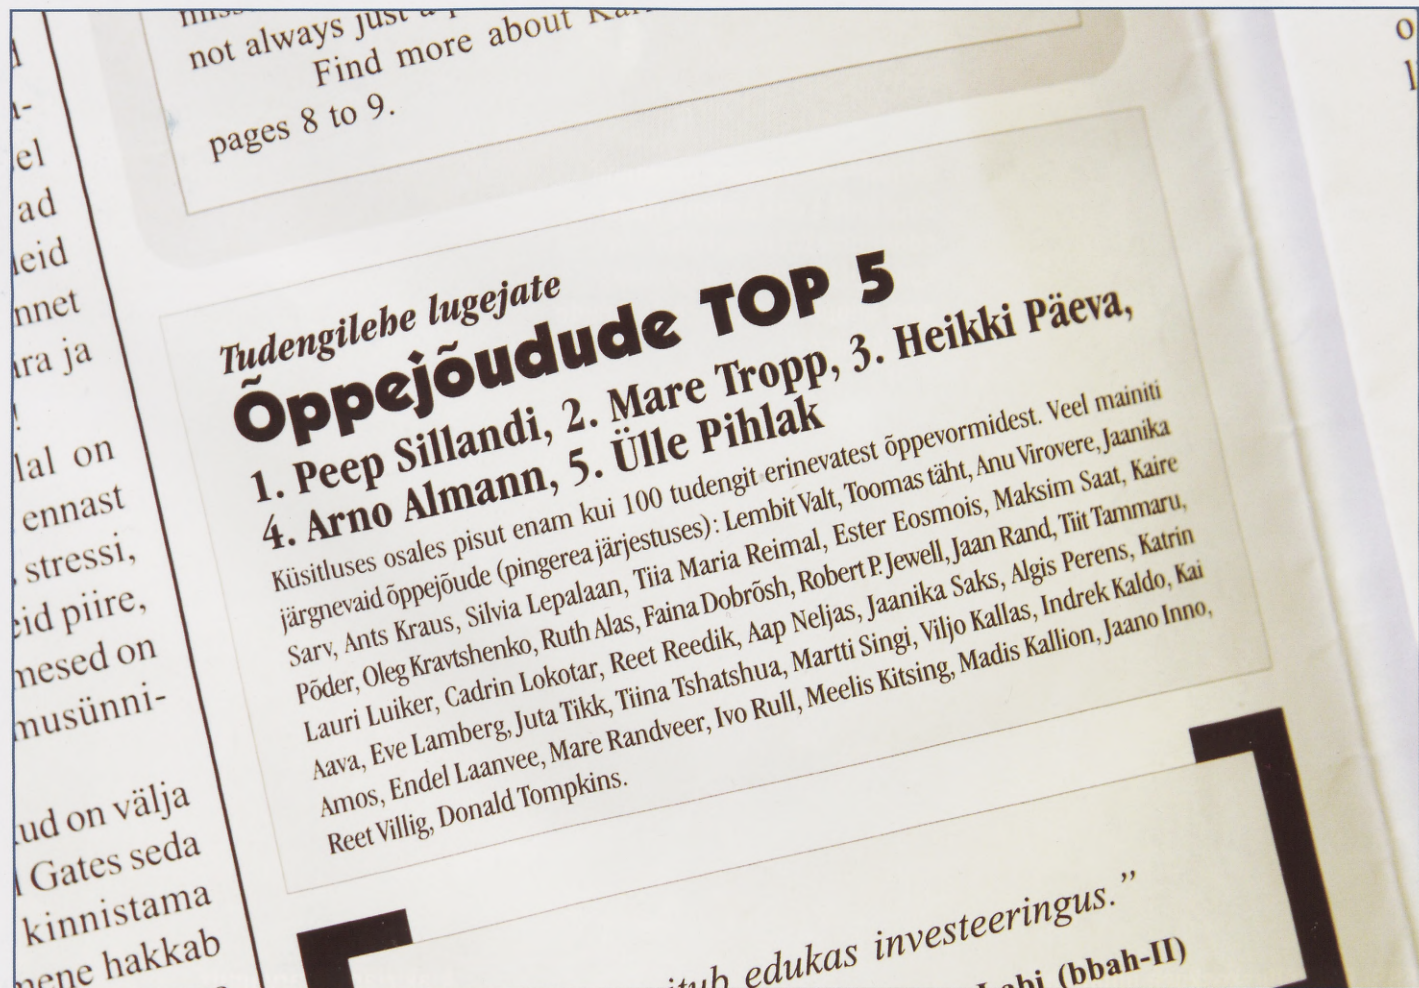 not always just a
Find more about
pages 8 to 9.
el
ad
leid
nnet
ara ja
!
lal on
ennast
stressi,
eid piire,
mesed on
musünni-
ud on välja
Gates seda
kinnistama
mene hakkab
Tudengilehe lugejate
Õppejõudude TOP 5
1. Peep Sillandi, 2. Mare Tropp, 3. Heikki Päeva,
4. Arno Almann, 5. Ülle Pihlak
Küsitluses osales pisut enam kui 100 tudengit erinevatest õppevormidest. Veel mainiti
järgnevaid õppejõude (pingerea järjestuses): Lembit Valt, Toomas täht, Anu Virovere, Jaanika
Sarv, Ants Kraus, Silvia Lepalaan, Tiia Maria Reimal, Ester Eosmois, Maksim Saat, Kaire
Põder, Oleg Kravtshenko, Ruth Alas, Faina Dobrõsh, Robert P. Jewell, Jaan Rand, Tiit Tammaru,
Lauri Luiker, Cadrin Lokotar, Reet Reedik, Aap Neljas, Jaanika Saks, Algis Perens, Katrin
Aava, Eve Lamberg, Juta Tikk, Tiina Tshatshua, Martti Singi, Viljo Kallas, Indrek Kaldo, Kai
Amos, Endel Laanvee, Mare Randveer, Ivo Rull, Meelis Kitsing, Madis Kallion, Jaano Inno,
Reet Villig, Donald Tompkins.
edukas investeeringus.”
(bbah-II)